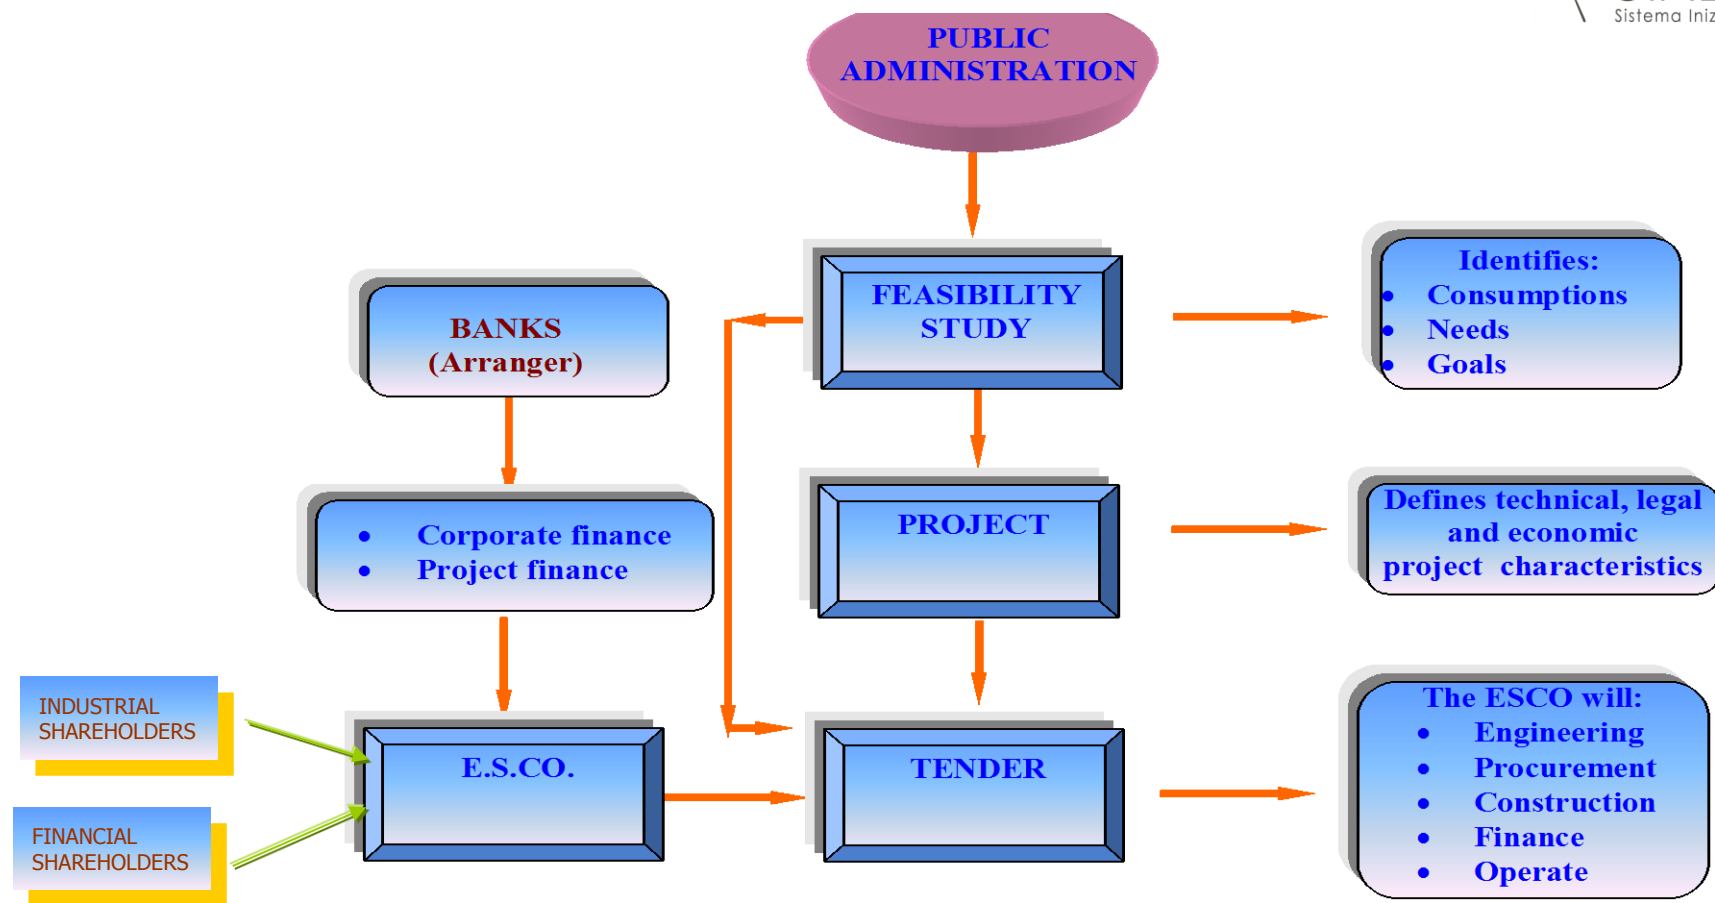 Sistema Iniz
PUBLIC
ADMINISTRATION
FEASIBILITY
STUDY
Identifies:
• Consumptions
• Needs
• Goals
BANKS
(Arranger)
• Corporate finance
• Project finance
PROJECT
Defines technical, legal
and economic
project characteristics
INDUSTRIAL
SHAREHOLDERS
FINANCIAL
SHAREHOLDERS
E.S.CO.
TENDER
The ESCO will:
• Engineering
• Procurement
• Construction
• Finance
• Operate